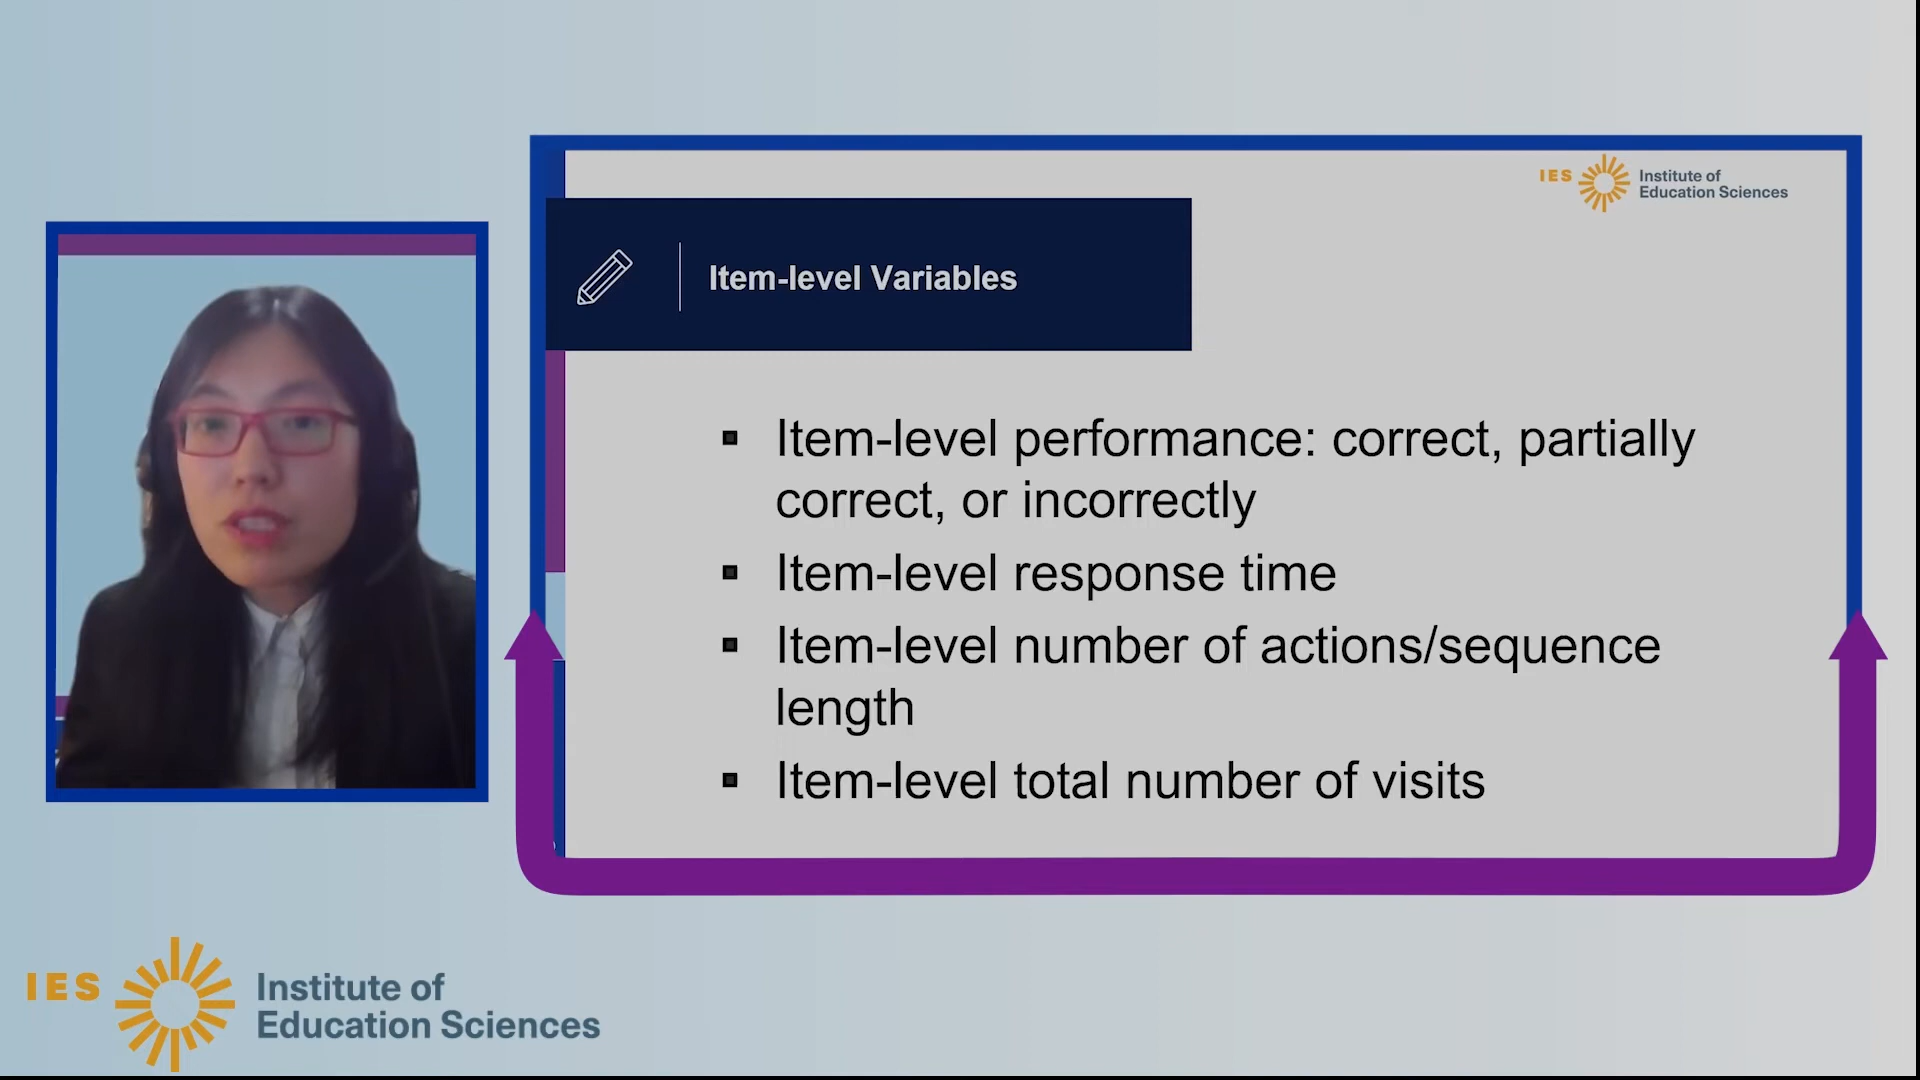 IES
Institute of
Education Sciences
Item-level Variables
▪ Item-level performance: correct, partially
correct, or incorrectly
▪ Item-level response time
▪ Item-level number of actions/sequence
length
▪ Item-level total number of visits
IES
Institute of
Education Sciences